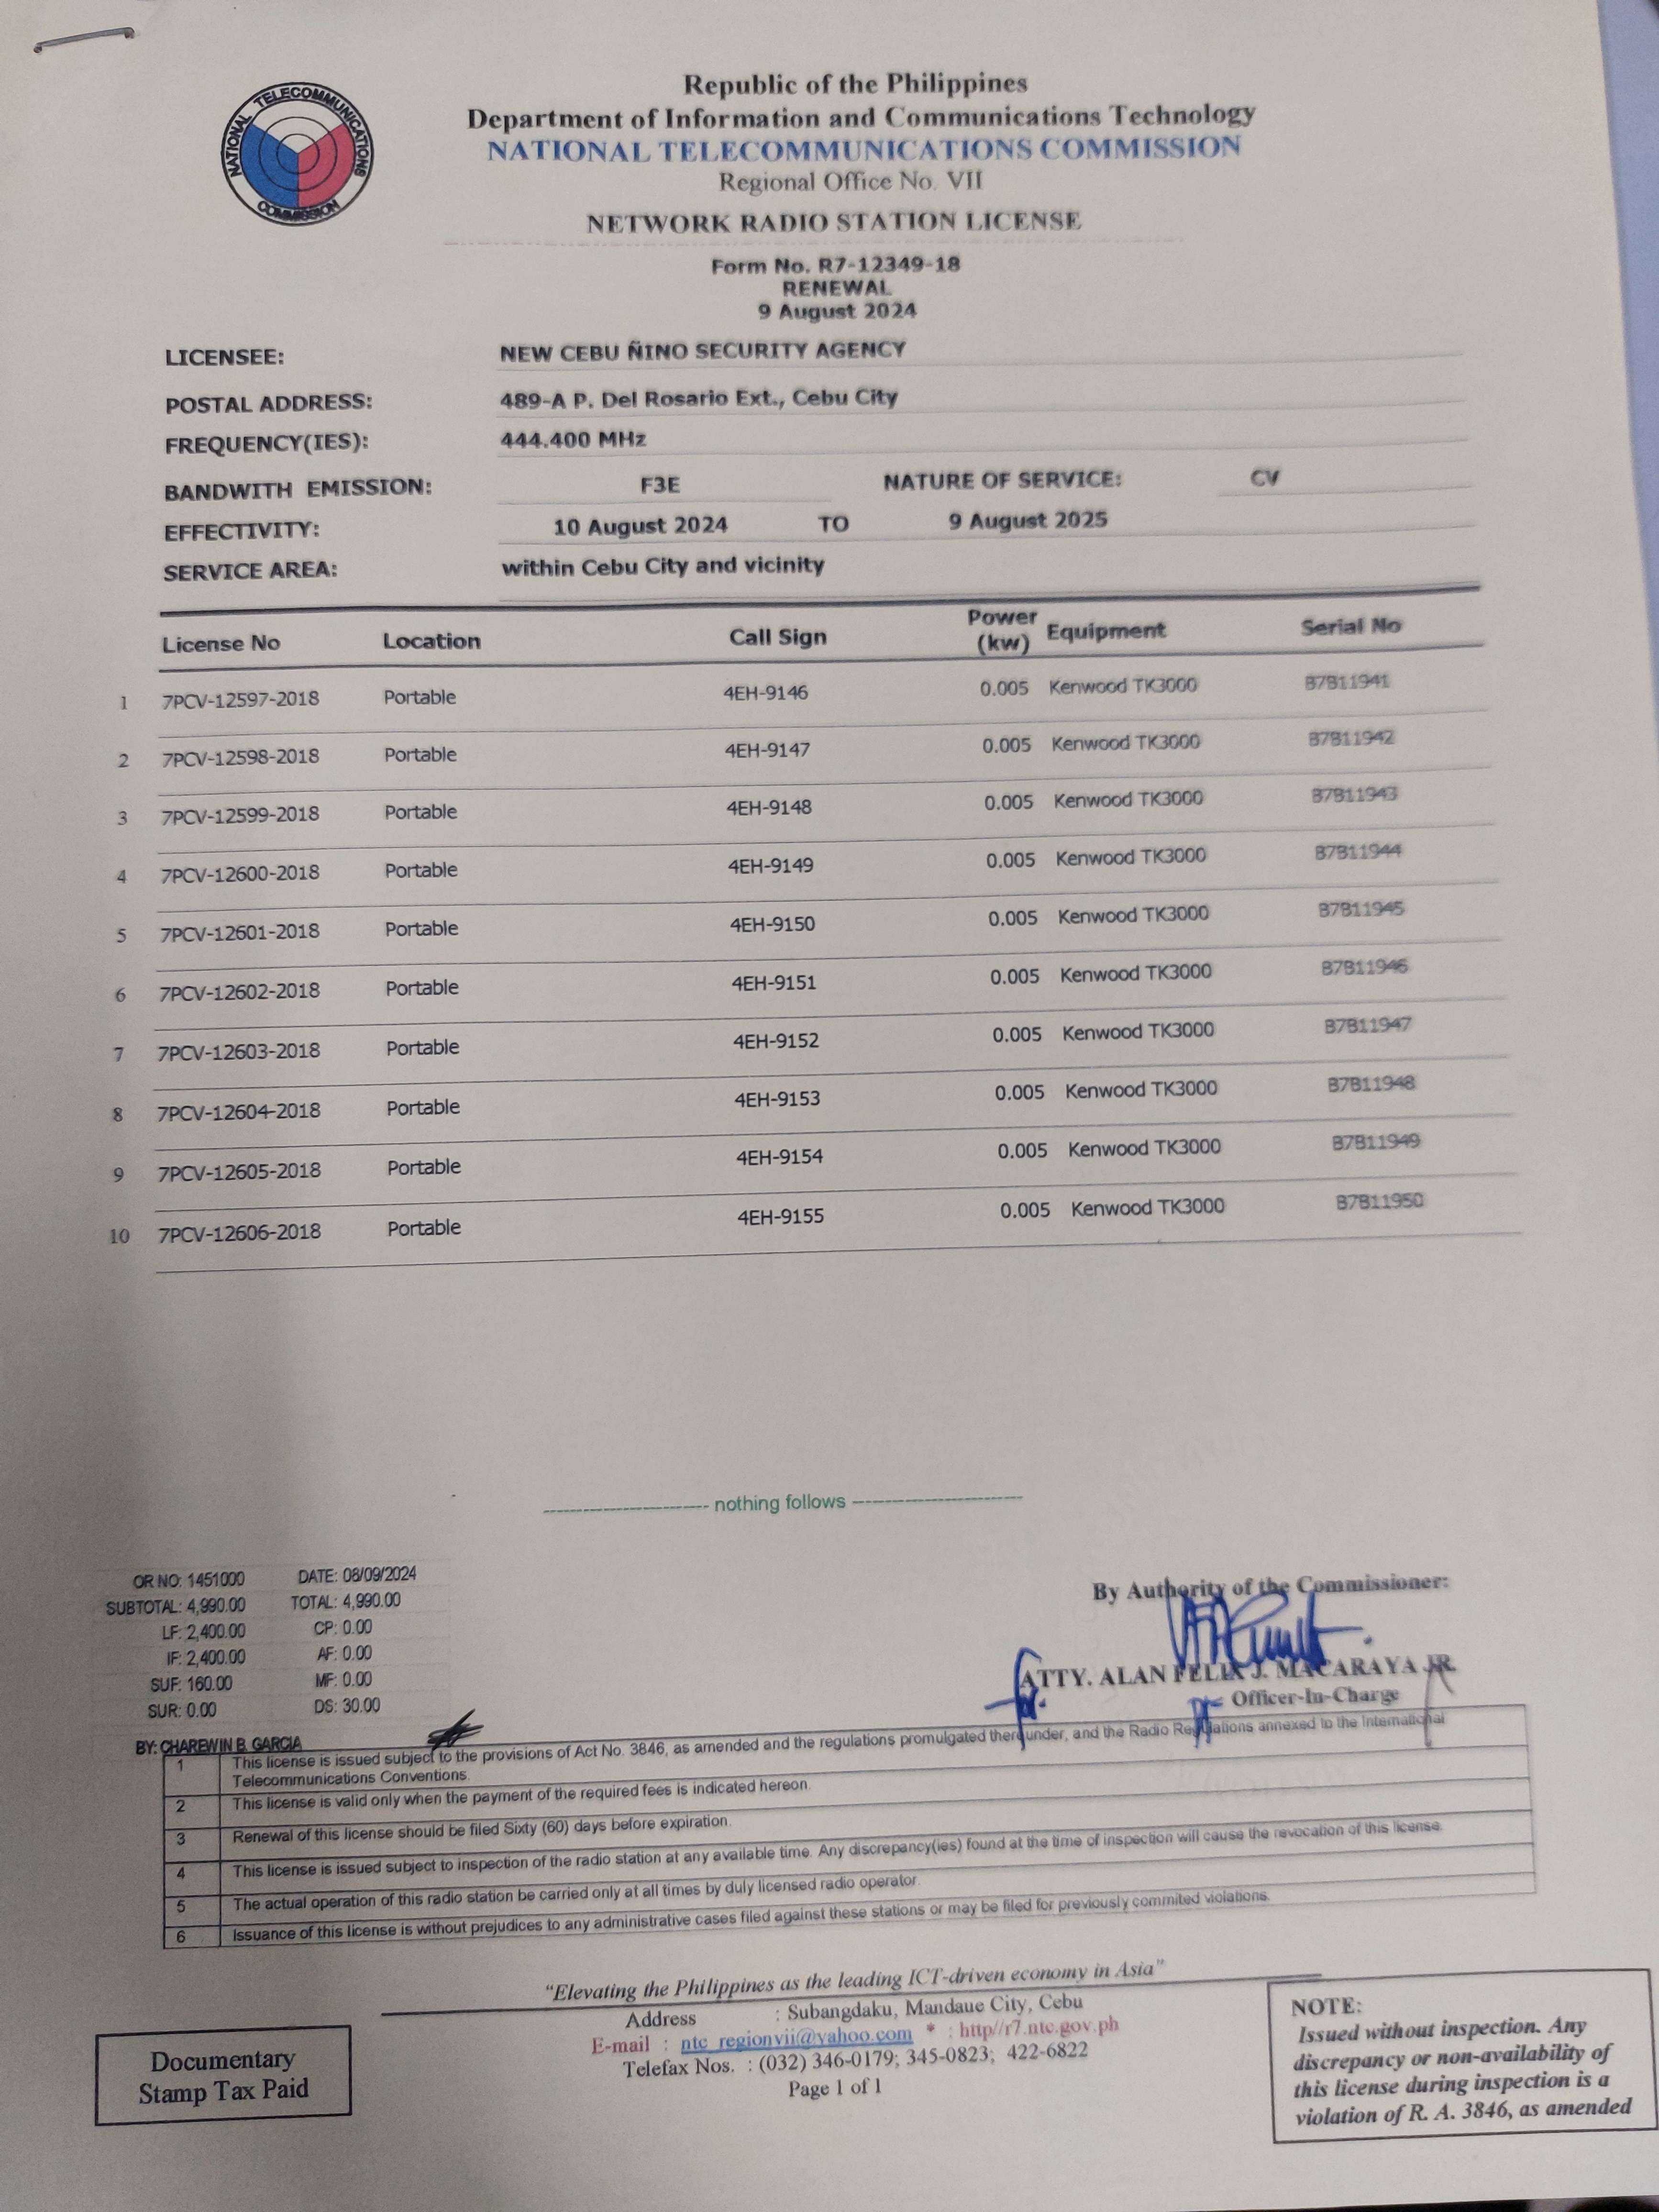 NATIONAL TELECOMMUNICATIONS COMMISSION
Republic of the Philippines
Department of Information and Communications Technology
NATIONAL TELECOMMUNICATIONS COMMISSION
Regional Office No. VII
NETWORK RADIO STATION LICENSE
Form No. R7-12349-18
RENEWAL
9 August 2024
LICENSEE: NEW CEBU ÑINO SECURITY AGENCY
POSTAL ADDRESS: 489-A P. Del Rosario Ext., Cebu City
FREQUENCY(IES): 444.400 MHz
BANDWITH EMISSION: F3E NATURE OF SERVICE: CV
EFFECTIVITY: 10 August 2024 TO 9 August 2025
SERVICE AREA: within Cebu City and vicinity
License No Location Call Sign Power (kw) Equipment Serial No
1 7PCV-12597-2018 Portable 4EH-9146 0.005 Kenwood TK3000 B7B11941
2 7PCV-12598-2018 Portable 4EH-9147 0.005 Kenwood TK3000 B7B11942
3 7PCV-12599-2018 Portable 4EH-9148 0.005 Kenwood TK3000 B7B11943
4 7PCV-12600-2018 Portable 4EH-9149 0.005 Kenwood TK3000 B7B11944
5 7PCV-12601-2018 Portable 4EH-9150 0.005 Kenwood TK3000 B7B11945
6 7PCV-12602-2018 Portable 4EH-9151 0.005 Kenwood TK3000 B7B11946
7 7PCV-12603-2018 Portable 4EH-9152 0.005 Kenwood TK3000 B7B11947
8 7PCV-12604-2018 Portable 4EH-9153 0.005 Kenwood TK3000 B7B11948
9 7PCV-12605-2018 Portable 4EH-9154 0.005 Kenwood TK3000 B7B11949
10 7PCV-12606-2018 Portable 4EH-9155 0.005 Kenwood TK3000 B7B11950
------------------------- nothing follows --------------------------
OR NO: 1451000 DATE: 08/09/2024
SUBTOTAL: 4,990.00 TOTAL: 4,990.00
LF: 2,400.00 CP: 0.00
IF: 2,400.00 AF: 0.00
SUF: 160.00 MF: 0.00
SUR: 0.00 DS: 30.00
BY: CHAREWIN B. GARCIA
By Authority of the Commissioner:
ATTY. ALAN FELIX J. MACARAYA JR.
Officer-In-Charge
1 This license is issued subject to the provisions of Act No. 3846, as amended and the regulations promulgated thereunder, and the Radio Regulations annexed to the International
Telecommunications Conventions.
2 This license is valid only when the payment of the required fees is indicated hereon.
3 Renewal of this license should be filed Sixty (60) days before expiration.
4 This license is issued subject to inspection of the radio station at any available time. Any discrepancy(ies) found at the time of inspection will cause the revocation of this license.
5 The actual operation of this radio station be carried only at all times by duly licensed radio operator.
6 Issuance of this license is without prejudices to any administrative cases filed against these stations or may be filed for previously commited violations.
"Elevating the Philippines as the leading ICT-driven economy in Asia"
Address : Subangdaku, Mandaue City, Cebu
E-mail : ntc_regionvii@yahoo.com * : http//r7.ntc.gov.ph
Telefax Nos. : (032) 346-0179; 345-0823; 422-6822
Page 1 of 1
Documentary
Stamp Tax Paid
NOTE:
Issued without inspection. Any
discrepancy or non-availability of
this license during inspection is a
violation of R. A. 3846, as amended